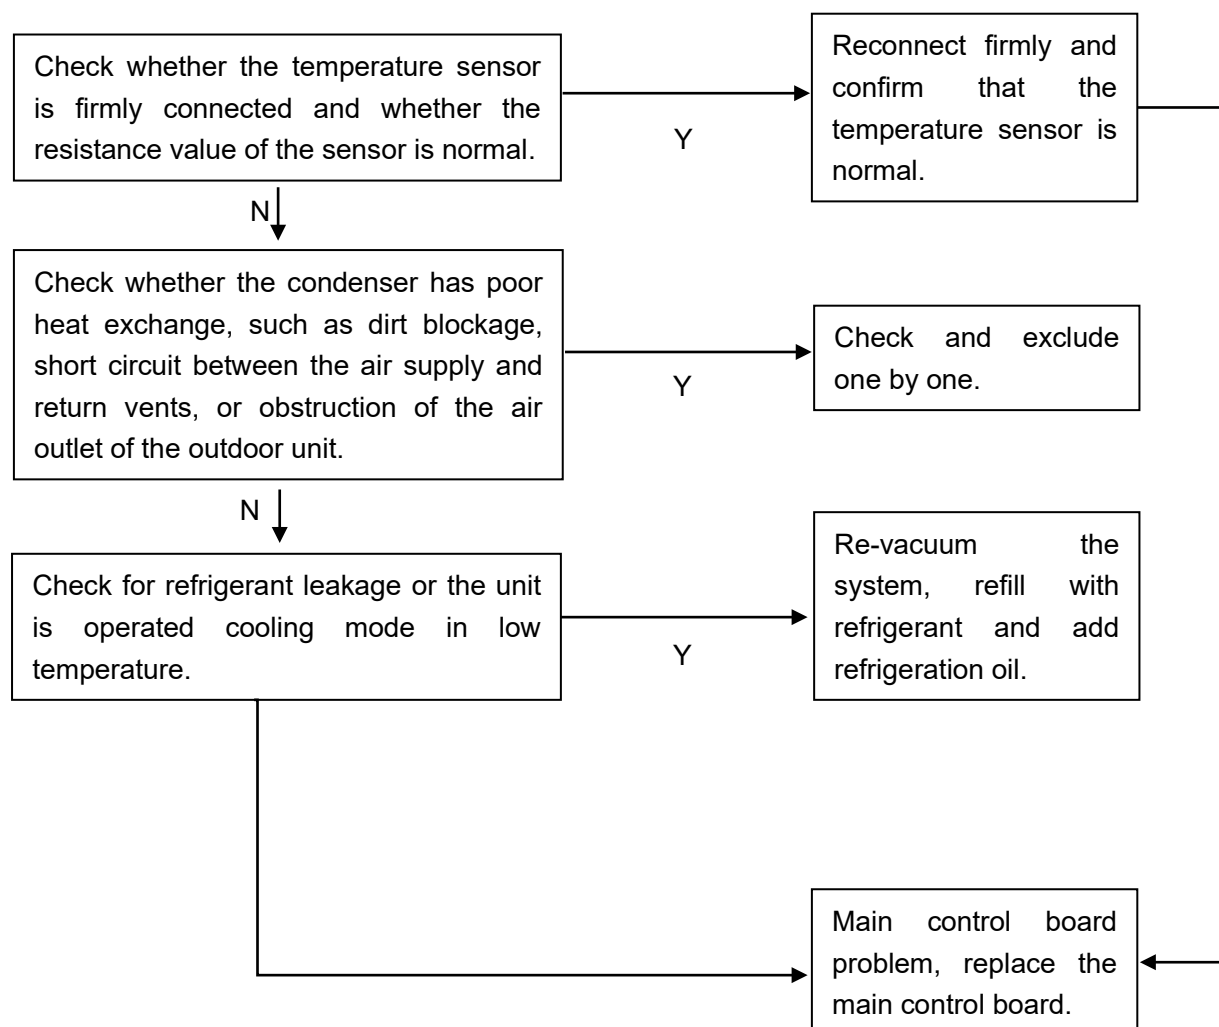 Check whether the temperature sensor
is firmly connected and whether the
resistance value of the sensor is normal.
Y
Reconnect firmly and
confirm that the
temperature sensor is
normal.
N
Check whether the condenser has poor
heat exchange, such as dirt blockage,
short circuit between the air supply and
return vents, or obstruction of the air
outlet of the outdoor unit.
Y
Check and exclude
one by one.
N
Check for refrigerant leakage or the unit
is operated cooling mode in low
temperature.
Y
Re-vacuum the
system, refill with
refrigerant and add
refrigeration oil.
Main control board
problem, replace the
main control board.